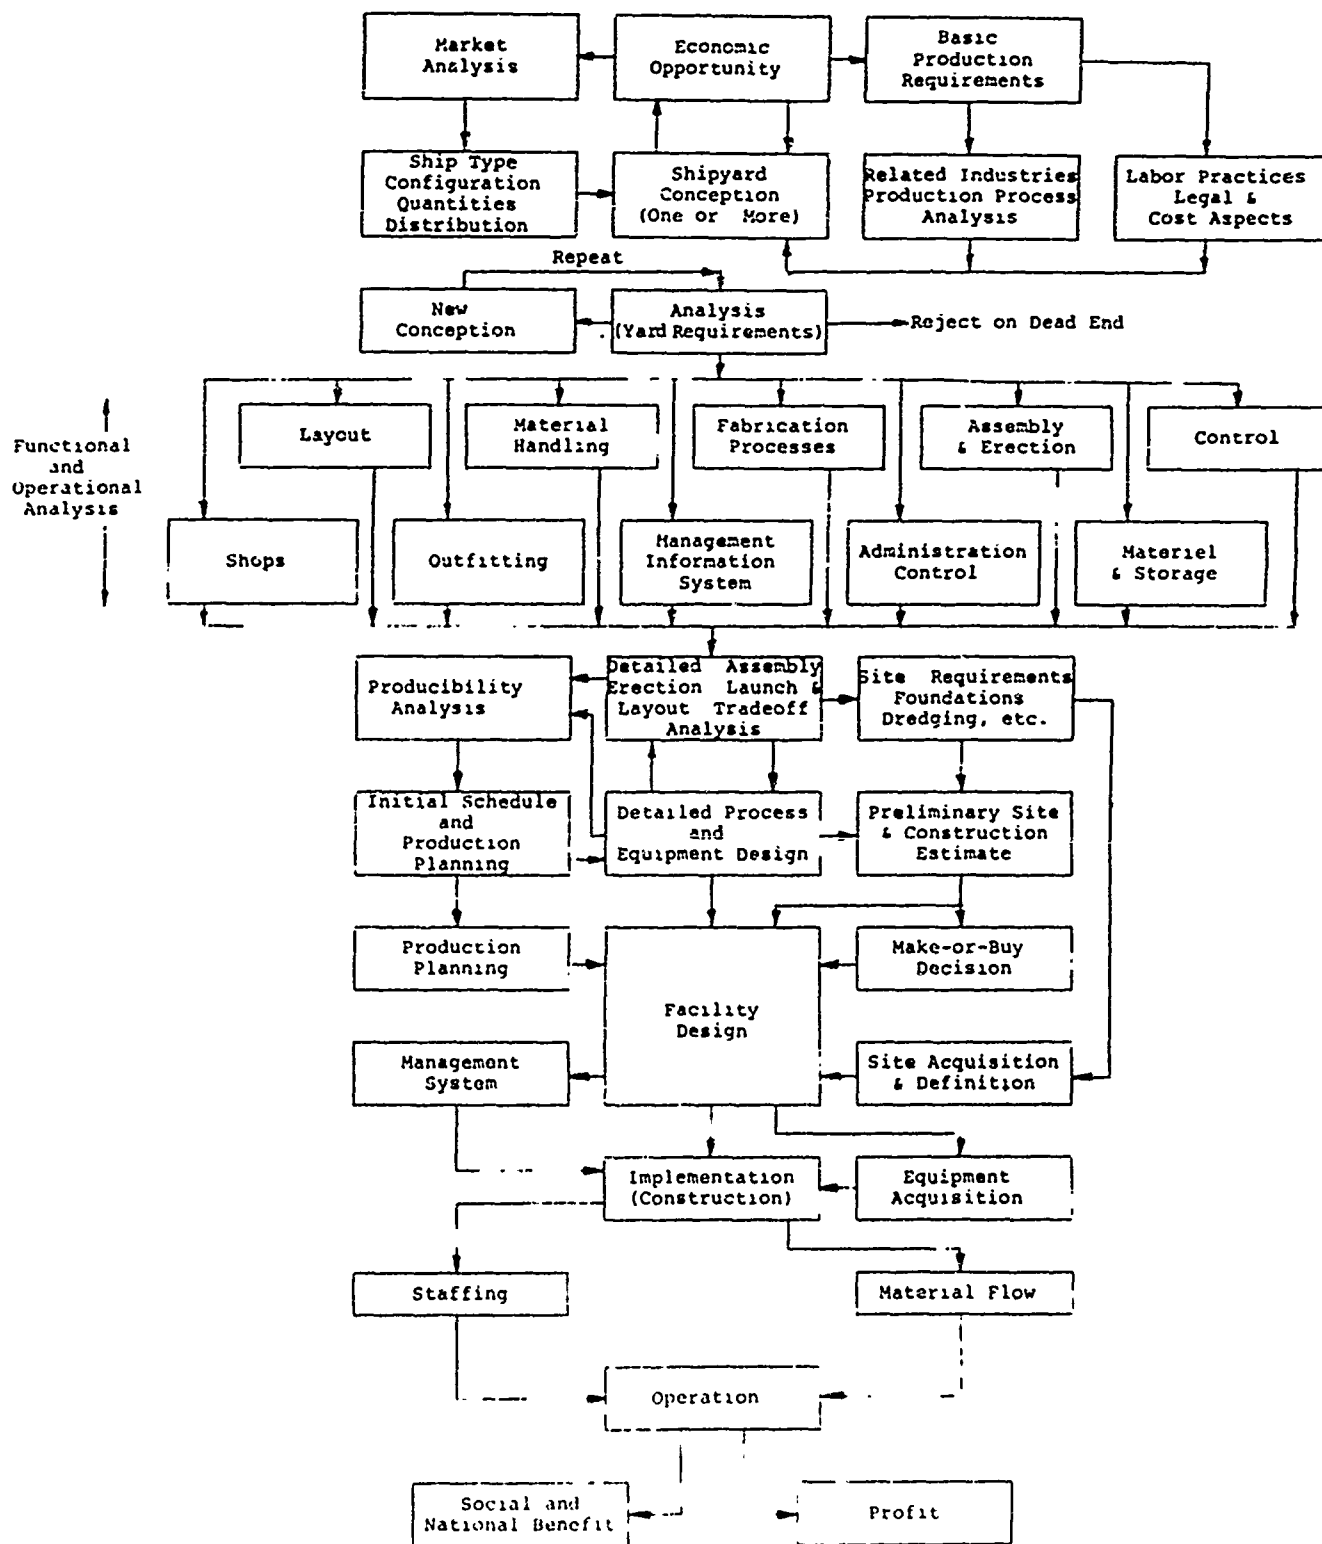 Market
Analysis
Economic
Opportunity
Basic
Production
Requirements
Ship Type
Configuration
Quantities
Distribution
Shipyard
Conception
(One or More)
Related Industries
Production Process
Analysis
Labor Practices
Legal &
Cost Aspects
Repeat
New
Conception
Analysis
(Yard Requirements)
Reject on Dead End
Functional
and
Operational
Analysis
Layout
Material
Handling
Fabrication
Processes
Assembly
& Erection
Control
Shops
Outfitting
Management
Information
System
Administration
Control
Materiel
& Storage
Producibility
Analysis
Detailed Assembly
Erection Launch &
Layout Tradeoff
Analysis
Site Requirements
Foundations
Dredging, etc.
Initial Schedule
and
Production
Planning
Detailed Process
and
Equipment Design
Preliminary Site
& Construction
Estimate
Production
Planning
Facility
Design
Make-or-Buy
Decision
Management
System
Site Acquisition
& Definition
Implementation
(Construction)
Equipment
Acquisition
Staffing
Material Flow
Operation
Social and
National Benefit
Profit